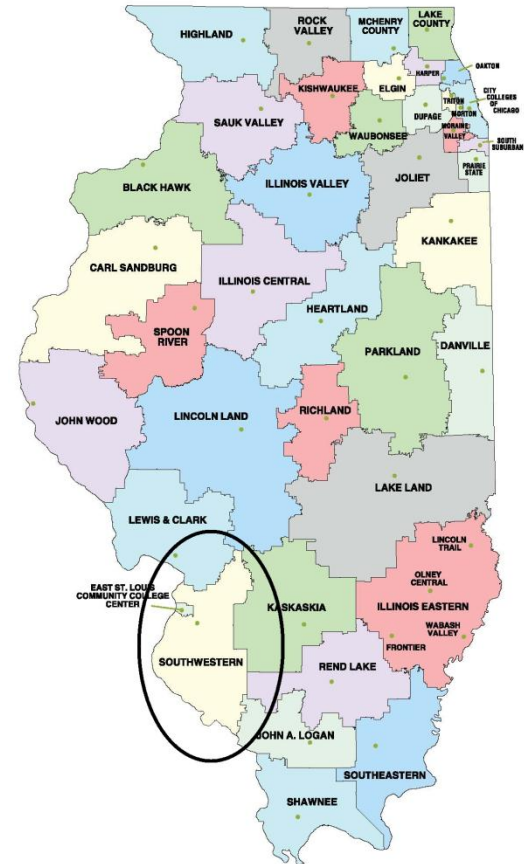 HIGHLAND
ROCK
VALLEY
MCHENRY
COUNTY
LAKE
COUNTY
KISHWAUKEE
ELGIN
HARPER
OAKTON
SAUK VALLEY
DUPAGE
TRITON
CITY
COLLEGES
OF
CHICAGO
MORTON
MORAINE
VALLEY
WAUBONSEE
SOUTH
SUBURBAN
PRAIRIE
STATE
BLACK HAWK
ILLINOIS VALLEY
JOLIET
KANKAKEE
CARL SANDBURG
ILLINOIS CENTRAL
HEARTLAND
SPOON
RIVER
PARKLAND
DANVILLE
JOHN WOOD
LINCOLN LAND
RICHLAND
LAKE LAND
LEWIS & CLARK
LINCOLN
TRAIL
EAST ST. LOUIS
COMMUNITY COLLEGE
CENTER
OLNEY
CENTRAL
KASKASKIA
ILLINOIS EASTERN
WABASH
VALLEY
FRONTIER
SOUTHWESTERN
REND LAKE
JOHN A. LOGAN
SOUTHEASTERN
SHAWNEE